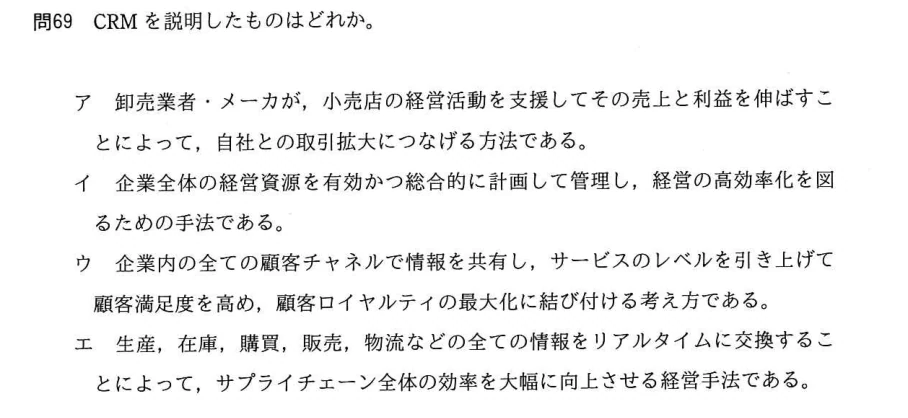 問69　CRM を説明したものはどれか。
ア　卸売業者・メーカが，小売店の経営活動を支援してその売上と利益を伸ばすこ
とによって，自社との取引拡大につなげる方法である。
イ　企業全体の経営資源を有効かつ総合的に計画して管理し，経営の高効率化を図
るための手法である。
ウ　企業内の全ての顧客チャネルで情報を共有し，サービスのレベルを引き上げて
顧客満足度を高め，顧客ロイヤルティの最大化に結び付ける考え方である。
エ　生産，在庫，購買，販売，物流などの全ての情報をリアルタイムに交換するこ
とによって，サプライチェーン全体の効率を大幅に向上させる経営手法である。